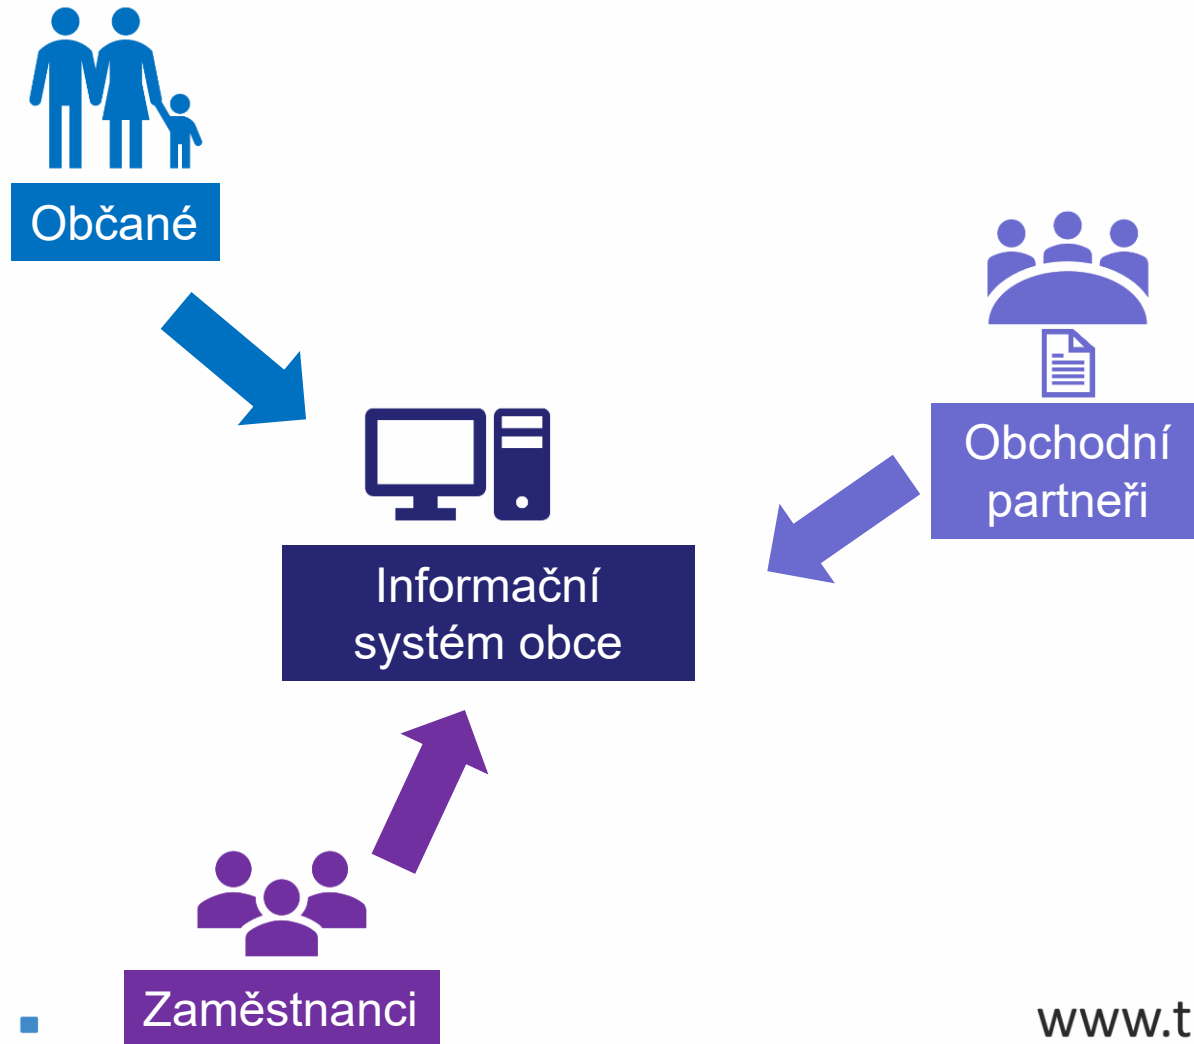 Občané
Obchodní
partneři
Informační
systém obce
Zaměstnanci
www.t